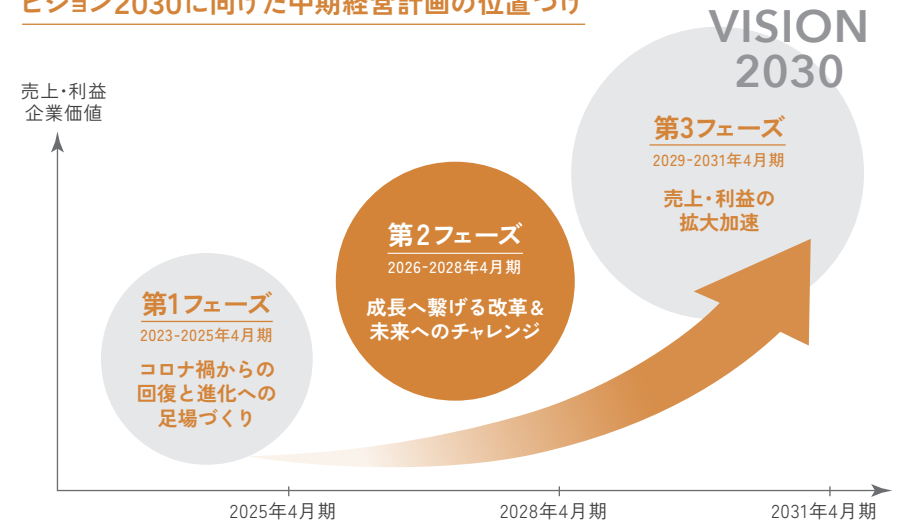 ビジョン2030に向けた中期経営計画の位置づけ
VISION
2030
売上・利益
企業価値
第3フェーズ
2029-2031年4月期
売上・利益の
拡大加速
第2フェーズ
2026-2028年4月期
成長へ繋げる改革&
未来へのチャレンジ
第1フェーズ
2023-2025年4月期
コロナ禍からの
回復と進化への
足場づくり
2025年4月期
2028年4月期
2031年4月期